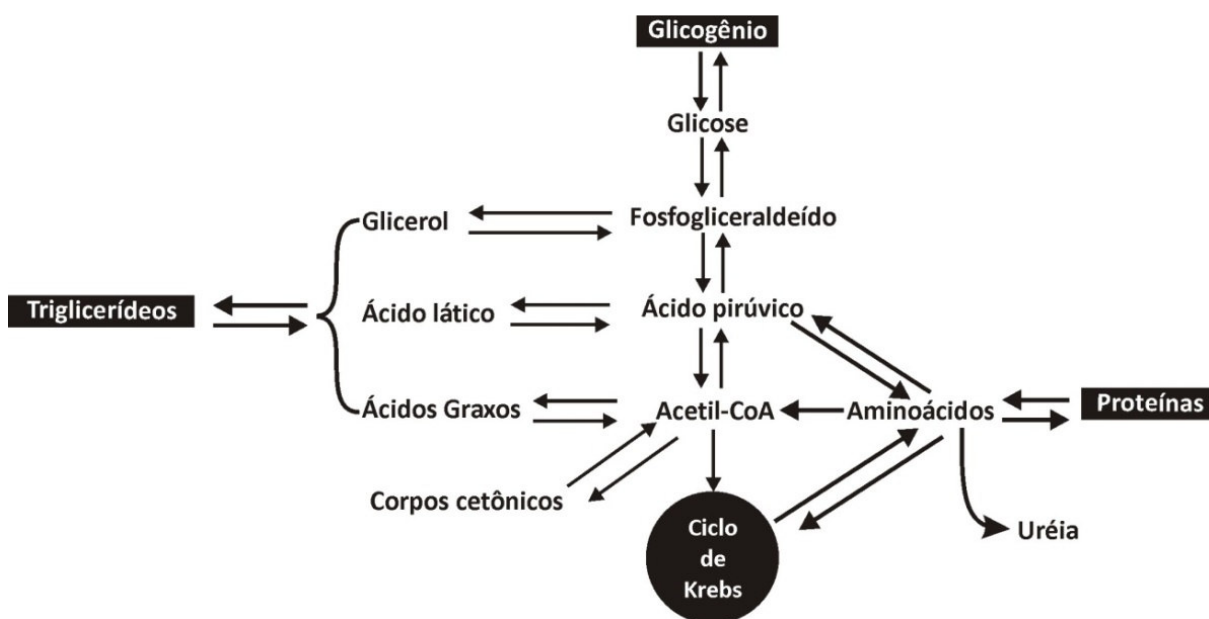 Glicogênio
Glicose
Glicerol
Fosfogliceraldeído
Triglicerídeos
Ácido lático
Ácido pirúvico
Ácidos Graxos
Acetil-CoA
Aminoácidos
Proteínas
Corpos cetônicos
Ciclo
de
Krebs
Uréia